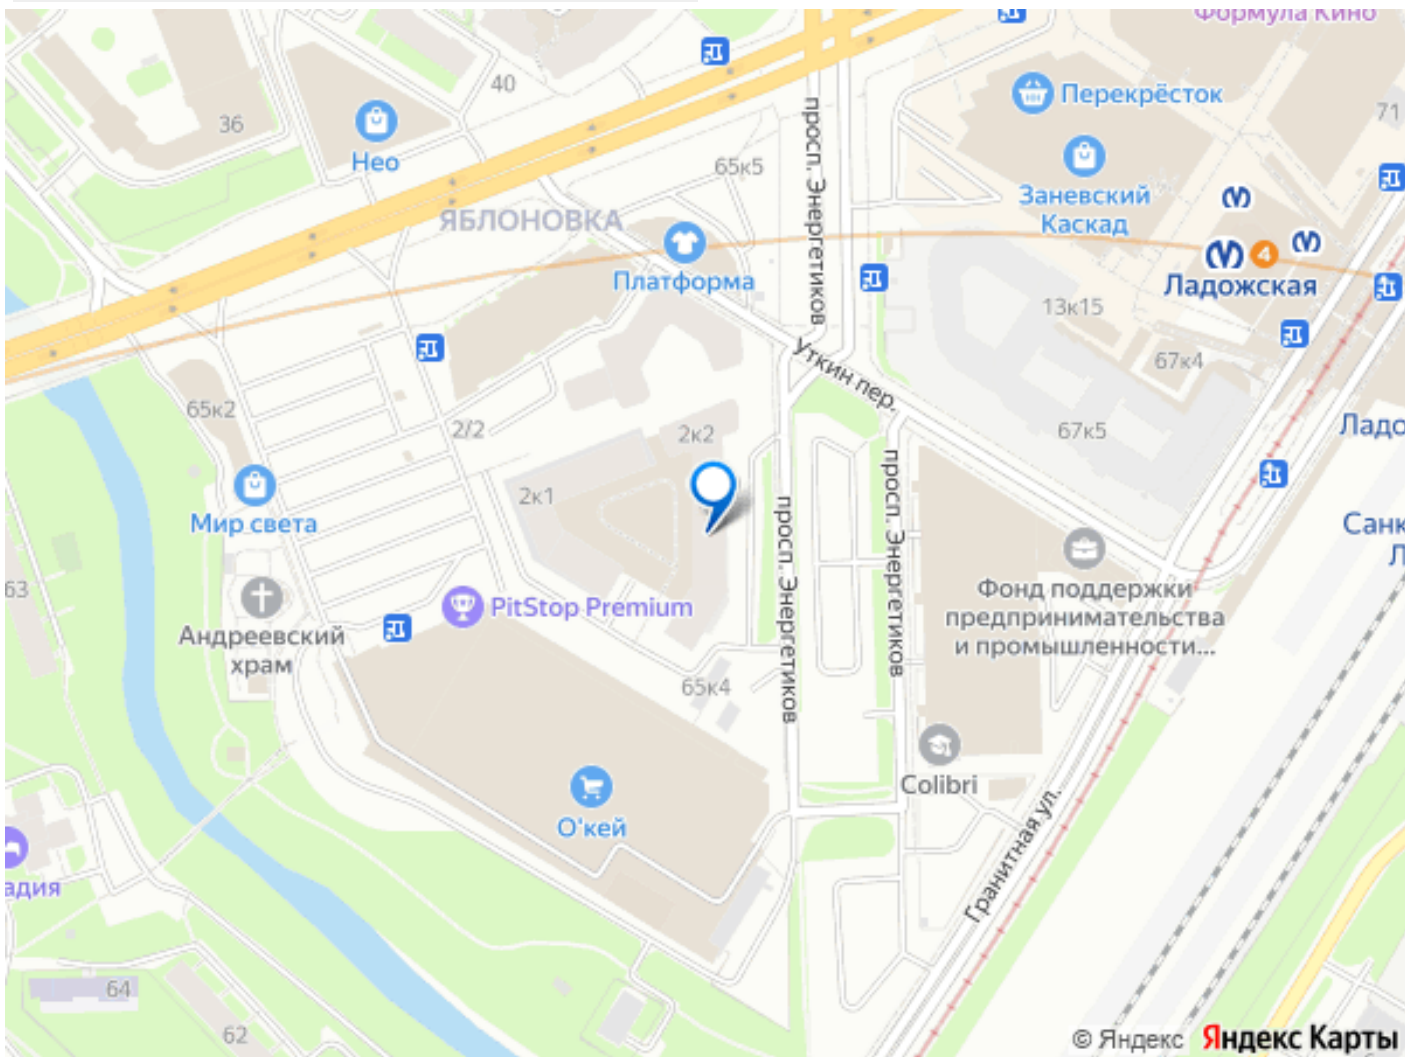 Формула Кино
40
Перекрёсток
71
36
Нео
просп. Энергетиков
65к5
Заневский
Каскад
ЯБЛОНОВКА
Платформа
4
Ладожская
13к15
Уткин пер.
67к4
65к2
2/2
2к2
67к5
Ладо
просп. Энергетиков
2к1
Мир света
просп. Энергетиков
Санк
Л
63
Фонд поддержки
предпринимательства
и промышленности...
PitStop Premium
Андреевский
храм
65к4
Colibri
О'кей
Гранитная ул.
адия
64
62
© Яндекс Яндекс Карты